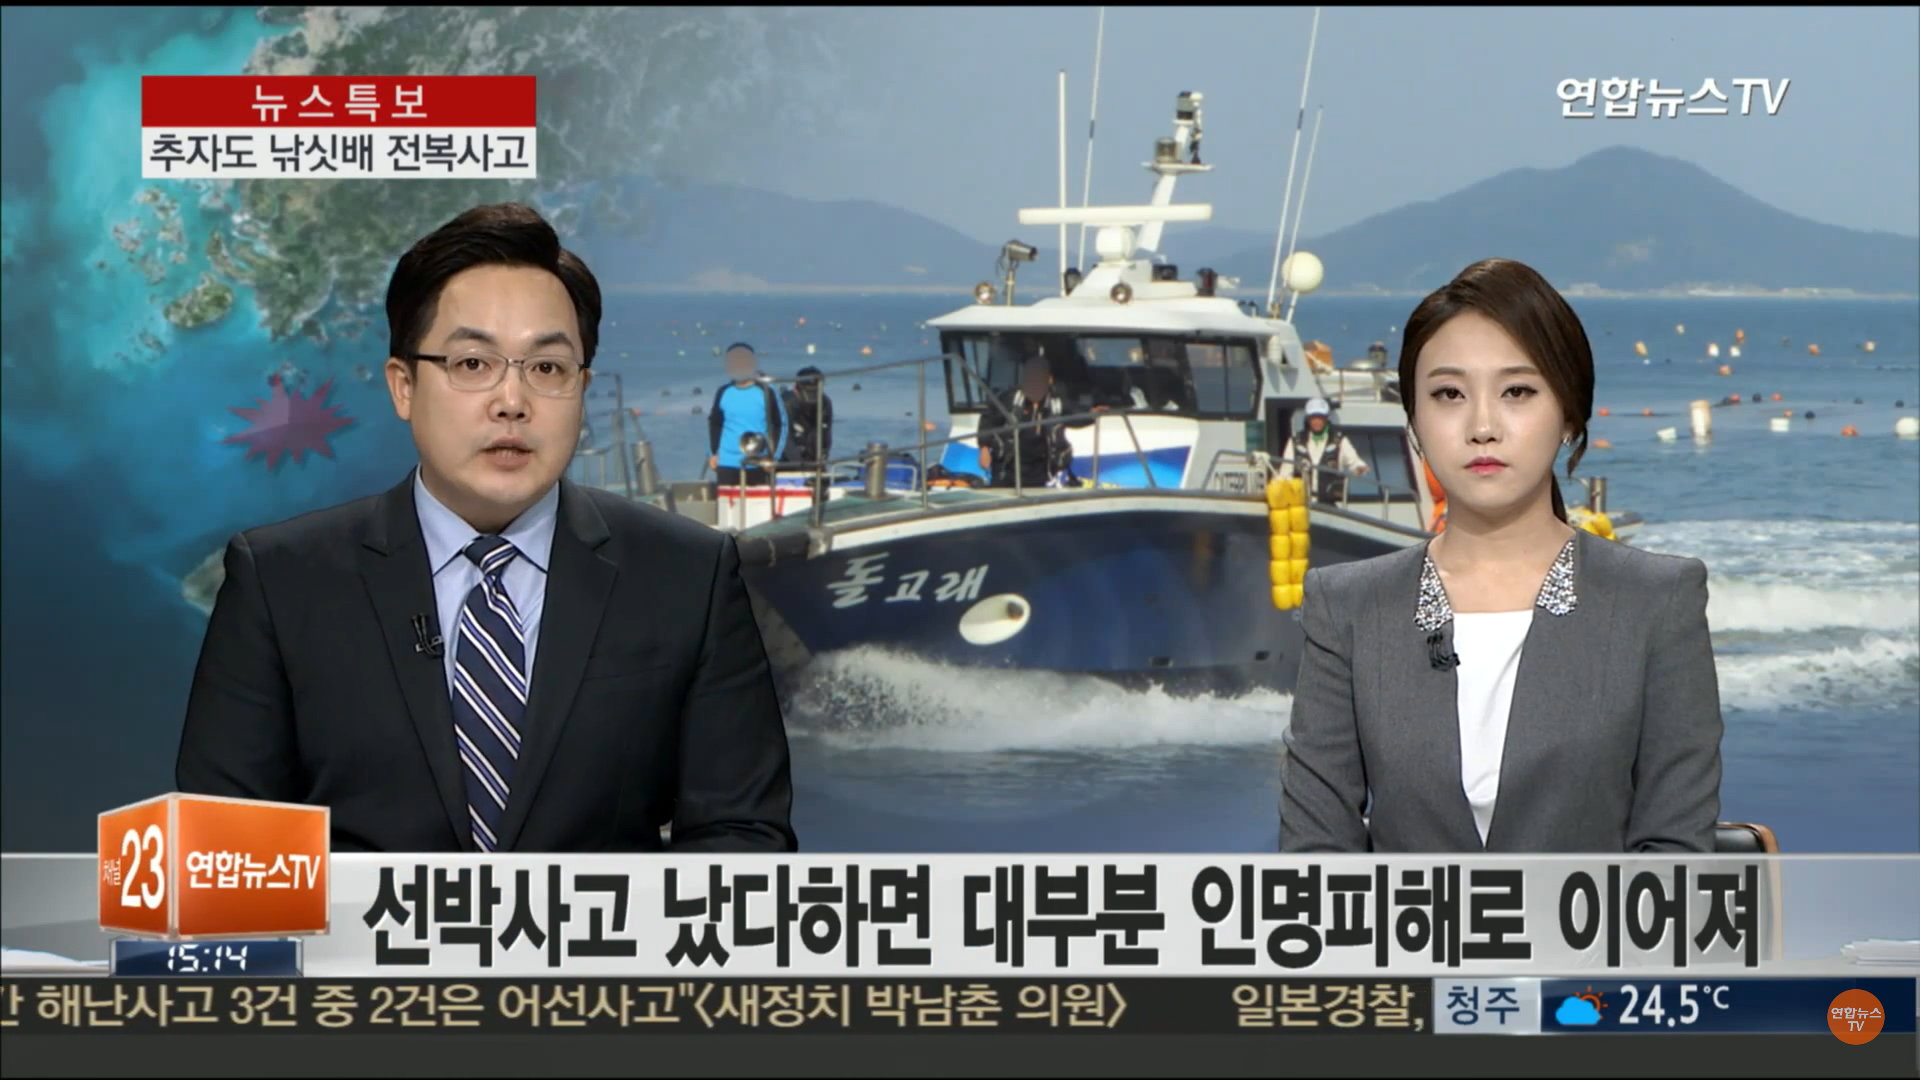 뉴스특보
추자도 낚싯배 전복사고
연합뉴스TV
돌고래
채널 23
연합뉴스TV
15:14
선박사고 났다하면 대부분 인명피해로 이어져
해난사고 3건 중 2건은 어선사고"<새정치 박남춘 의원> 일본경찰,
청주 24.5℃
연합뉴스
TV